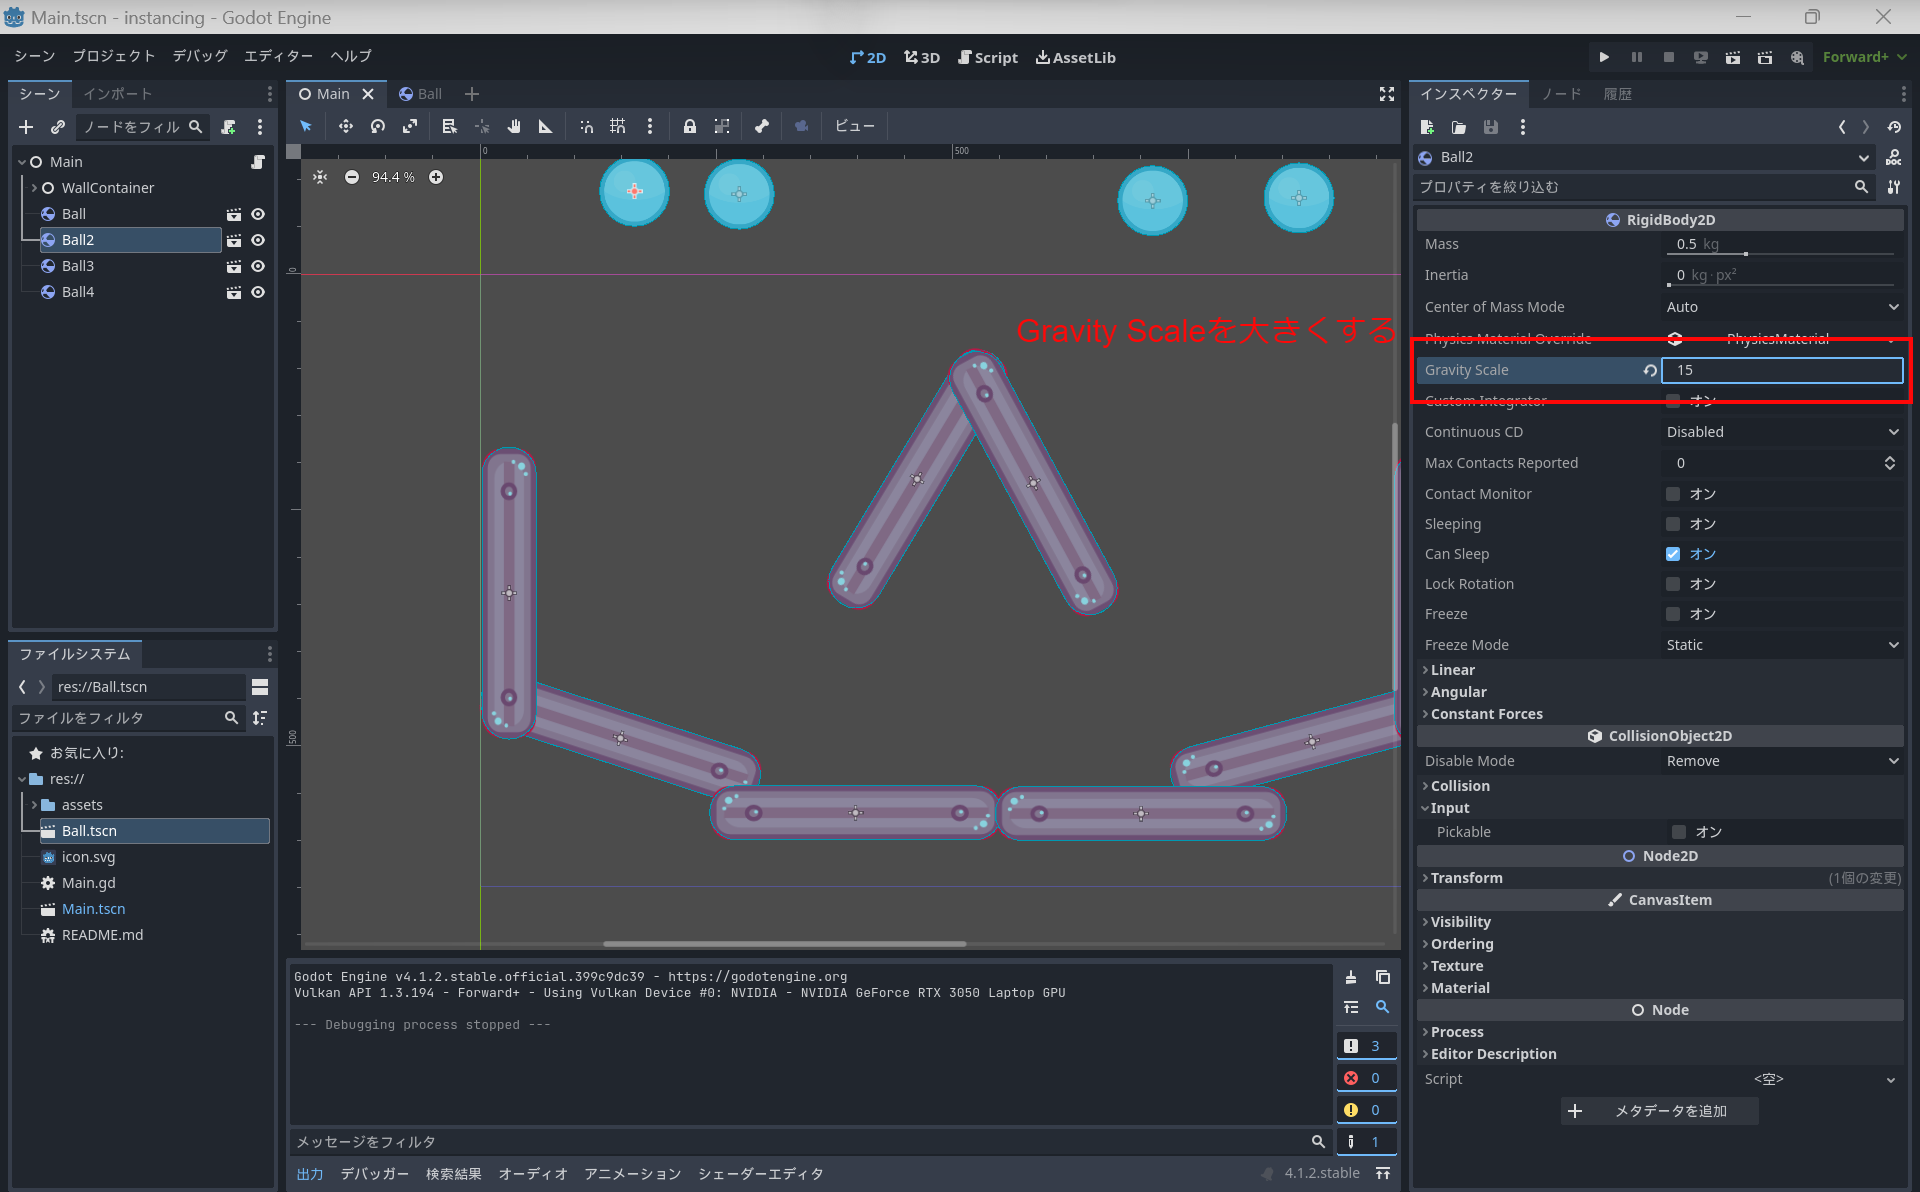 Main.tscn - instancing - Godot Engine
シーン プロジェクト デバッグ エディター ヘルプ
2D 3D Script AssetLib
Forward+
シーン インポート
ノードをフィル
Main
WallContainer
Ball
Ball2
Ball3
Ball4
ファイルシステム
res://Ball.tscn
ファイルをフィルタ
お気に入り:
res://
assets
Ball.tscn
icon.svg
Main.gd
Main.tscn
README.md
Main Ball
ビュー
0 500
94.4 %
0
500
Gravity Scaleを大きくする
Godot Engine v4.1.2.stable.official.399c9dc39 - https://godotengine.org
Vulkan API 1.3.194 - Forward+ - Using Vulkan Device #0: NVIDIA - NVIDIA GeForce RTX 3050 Laptop GPU
--- Debugging process stopped ---
3
0
0
1
メッセージをフィルタ
出力 デバッガー 検索結果 オーディオ アニメーション シェーダーエディタ
4.1.2.stable
インスペクター ノード 履歴
Ball2
DOC
プロパティを絞り込む
RigidBody2D
Mass 0.5 kg
Inertia 0 kg·px²
Center of Mass Mode Auto
Physics Material Override PhysicsMaterial
Gravity Scale 15
Custom Integrator オン
Continuous CD Disabled
Max Contacts Reported 0
Contact Monitor オン
Sleeping オン
Can Sleep オン
Lock Rotation オン
Freeze オン
Freeze Mode Static
Linear
Angular
Constant Forces
CollisionObject2D
Disable Mode Remove
Collision
Input
Pickable オン
Node2D
Transform (1個の変更)
CanvasItem
Visibility
Ordering
Texture
Material
Node
Process
Editor Description
Script <空>
メタデータを追加